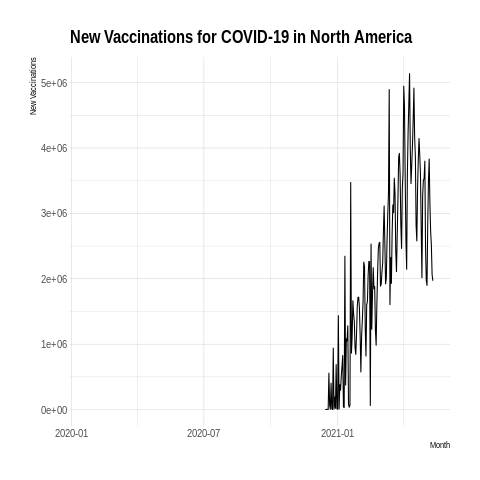 New Vaccinations for COVID-19 in North America
New Vaccinations
5e+06
4e+06
3e+06
2e+06
1e+06
0e+00
2020-01 2020-07 2021-01
Month